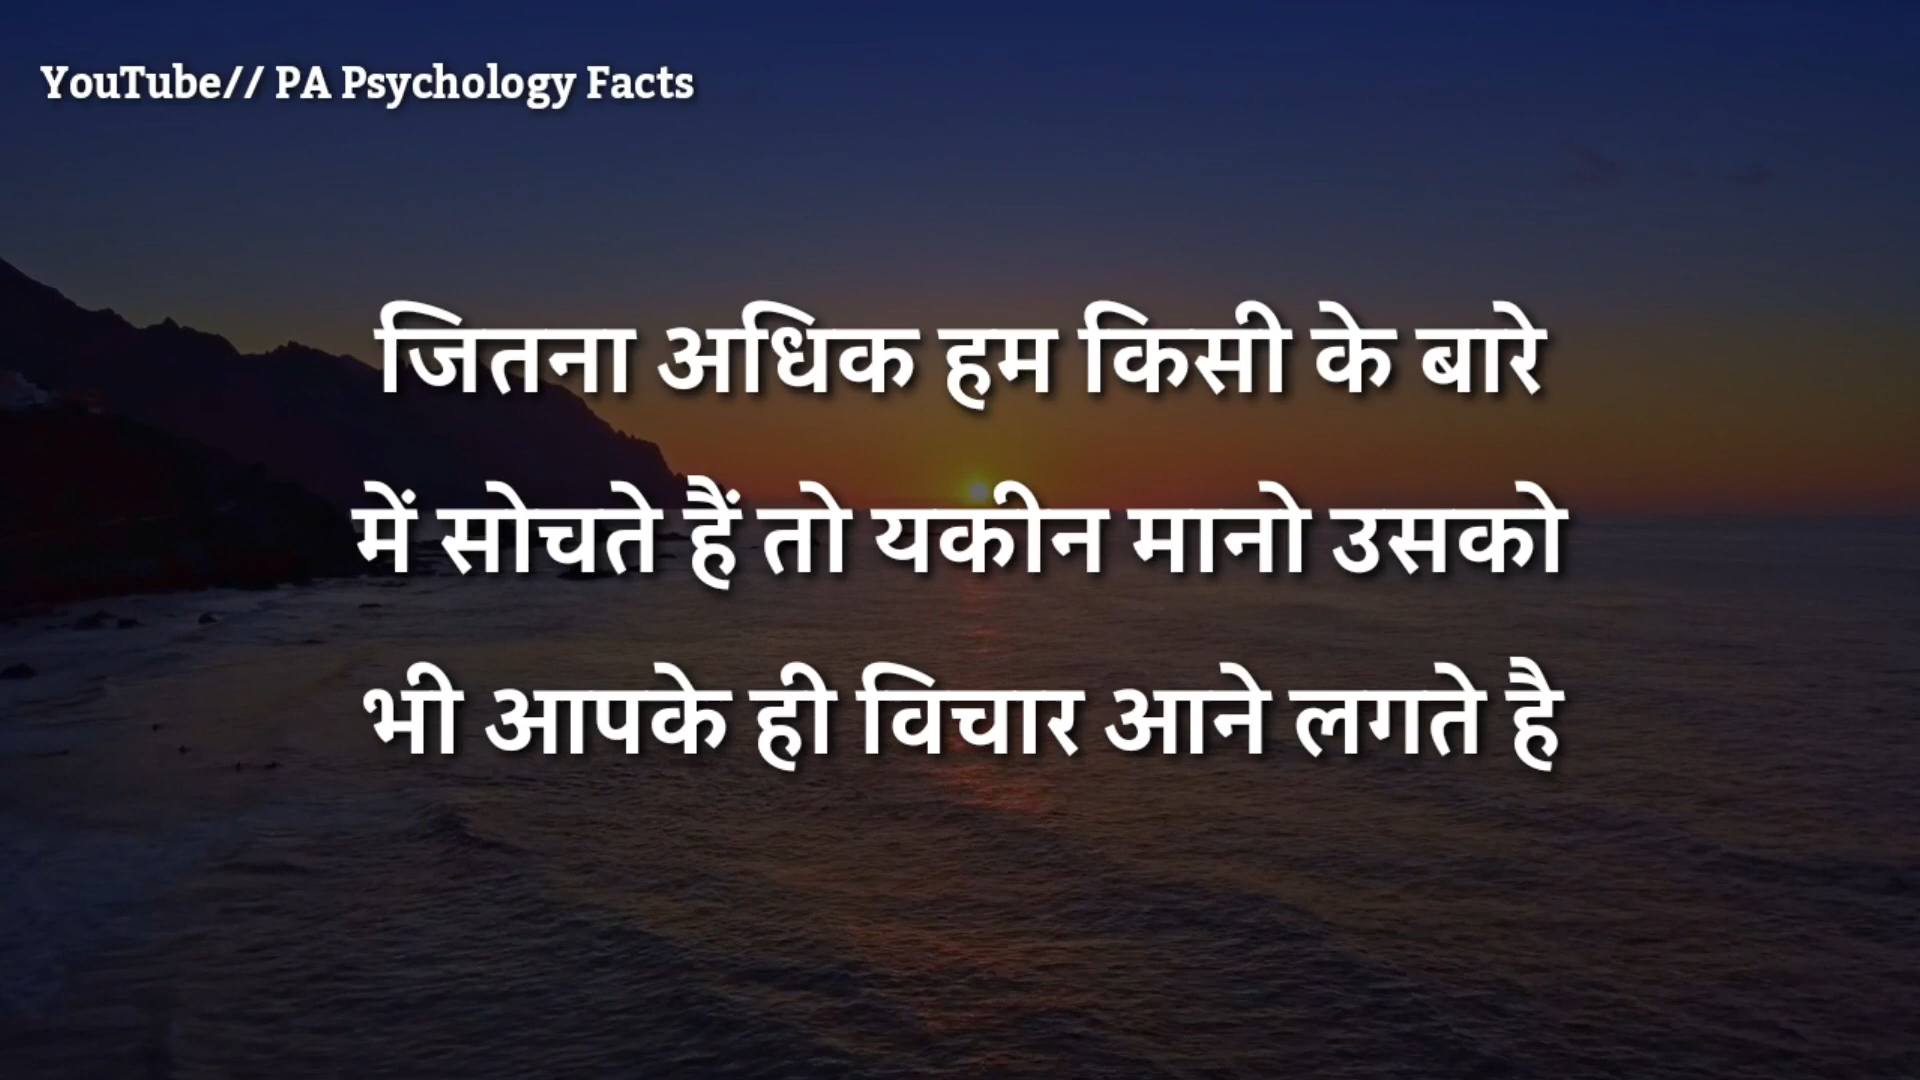 YouTube// PA Psychology Facts
जितना अधिक हम किसी के बारे
में सोचते हैं तो यकीन मानो उसको
भी आपके ही विचार आने लगते है